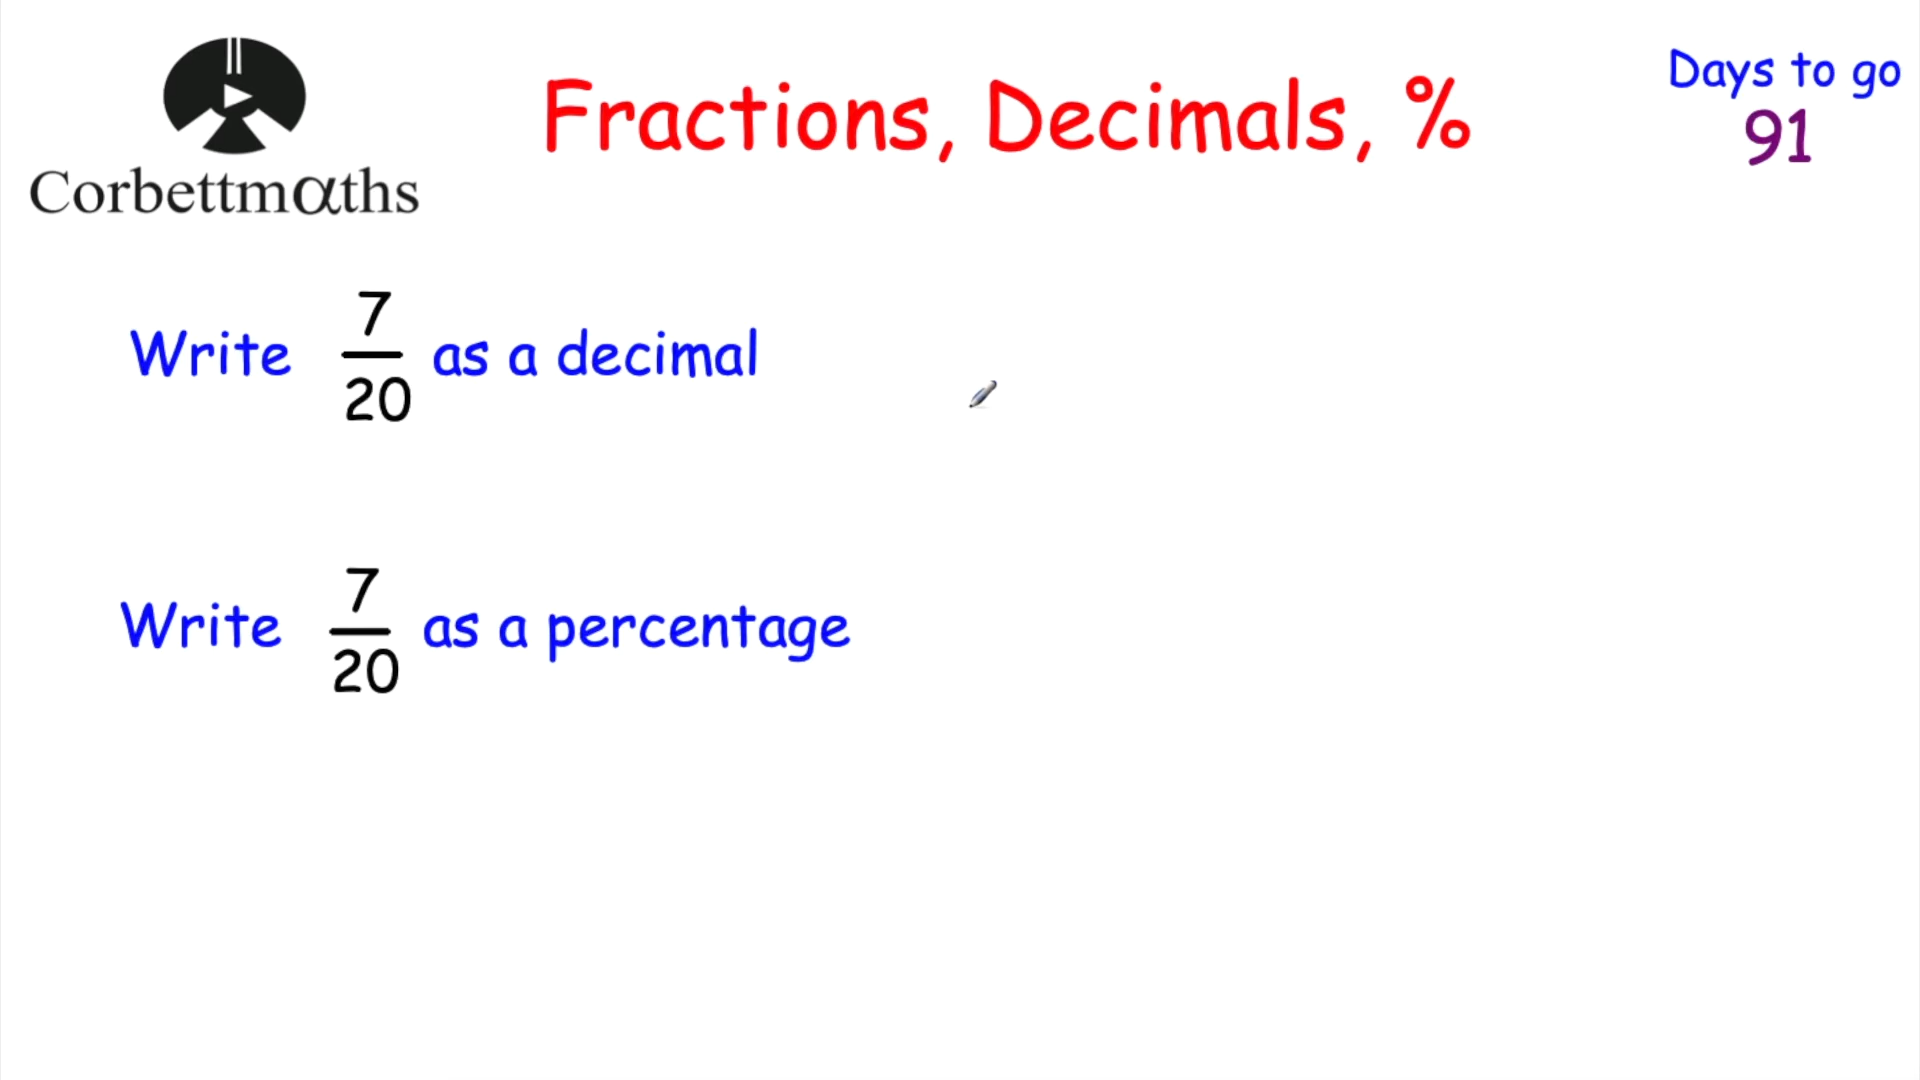 Corbettmαths
Fractions, Decimals, %
Days to go
91
Write 7/20 as a decimal
Write 7/20 as a percentage